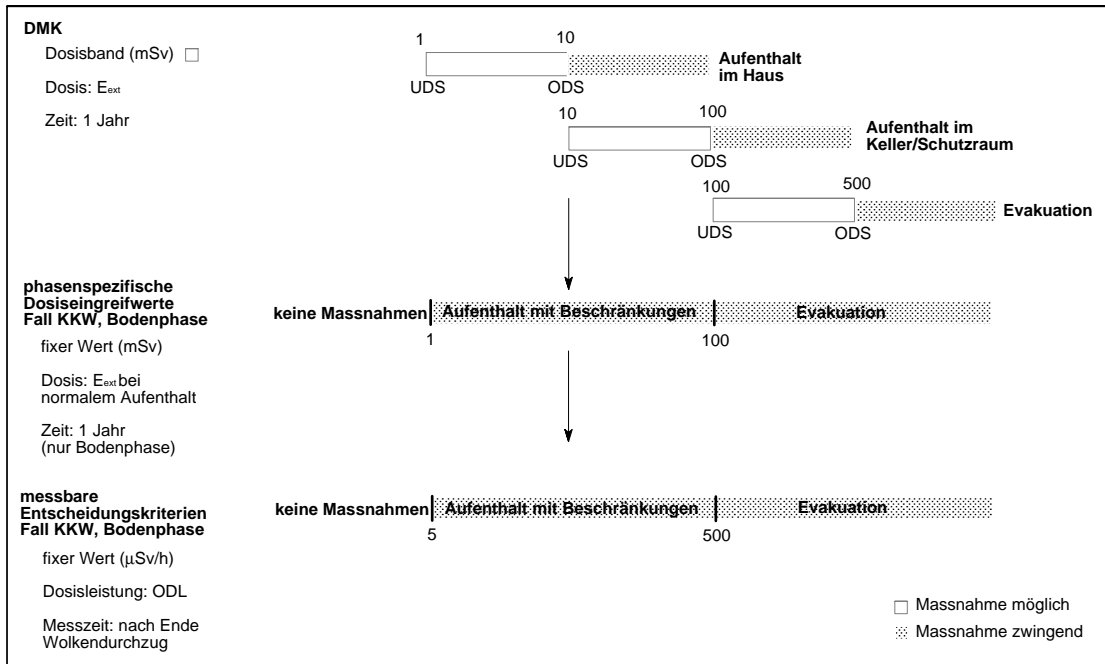 DMK
Dosisband (mSv)
Dosis: Eext
Zeit: 1 Jahr
1 10
UDS ODS
Aufenthalt
im Haus
10 100
UDS ODS
Aufenthalt im
Keller/Schutzraum
100 500
UDS ODS
Evakuation
phasenspezifische
Dosiseingreifwerte
Fall KKW, Bodenphase
fixer Wert (mSv)
Dosis: Eext bei
normalem Aufenthalt
Zeit: 1 Jahr
(nur Bodenphase)
keine Massnahmen Aufenthalt mit Beschränkungen Evakuation
1 100
messbare
Entscheidungskriterien
Fall KKW, Bodenphase
fixer Wert (µSv/h)
Dosisleistung: ODL
Messzeit: nach Ende
Wolkendurchzug
keine Massnahmen Aufenthalt mit Beschränkungen Evakuation
5 500
Massnahme möglich
Massnahme zwingend